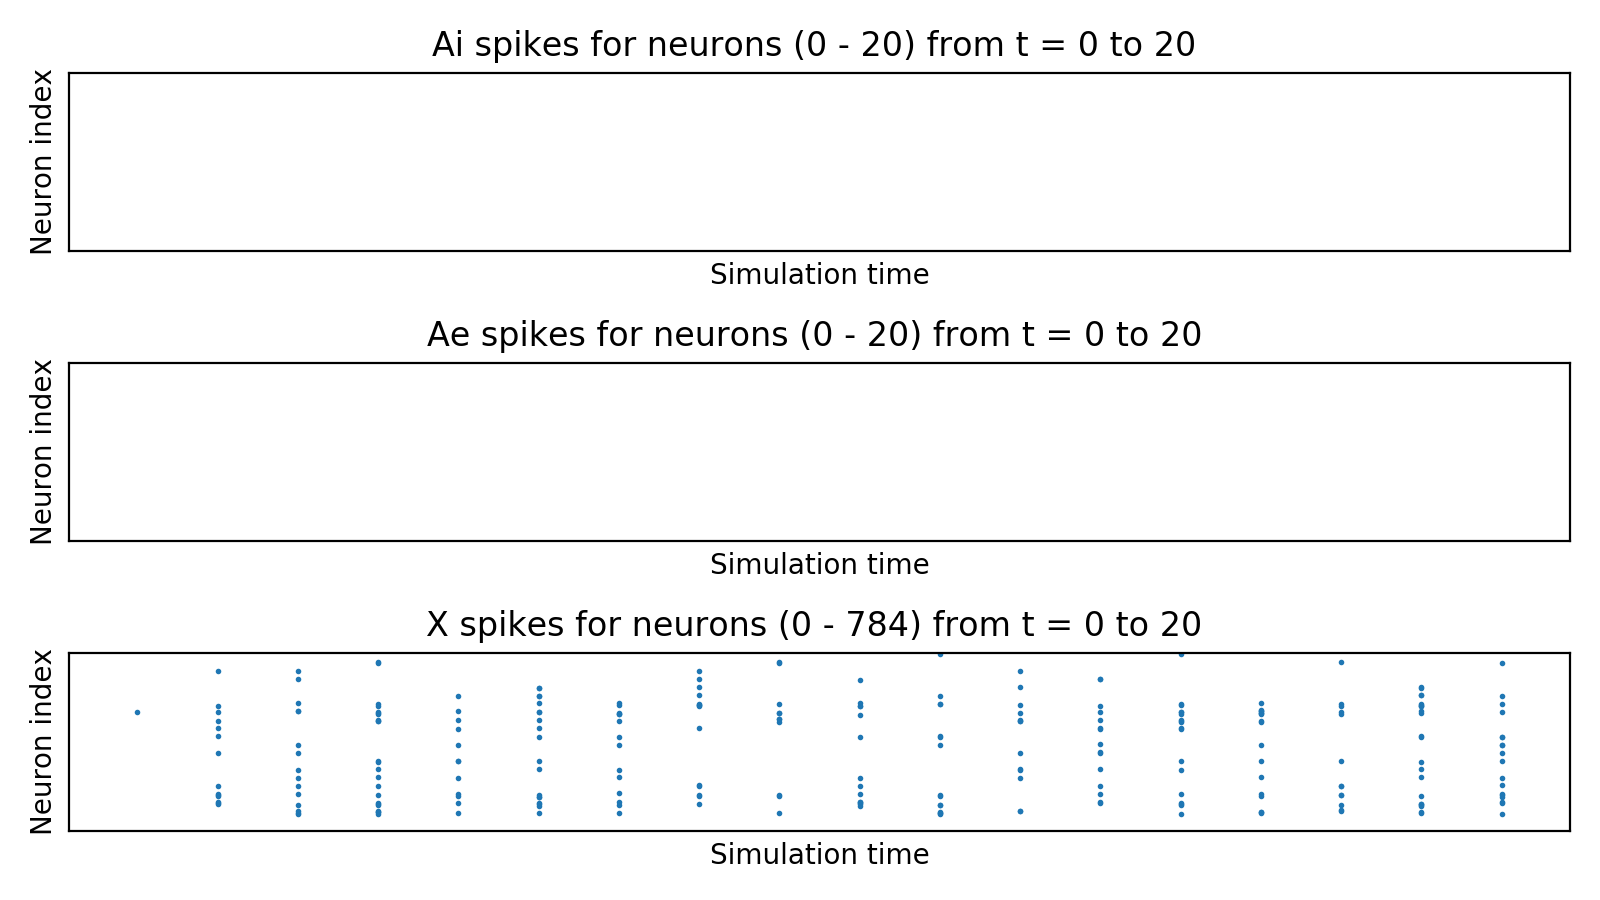 Ai spikes for neurons (0 - 20) from t = 0 to 20
Neuron index
Simulation time
Ae spikes for neurons (0 - 20) from t = 0 to 20
Neuron index
Simulation time
X spikes for neurons (0 - 784) from t = 0 to 20
Neuron index
Simulation time